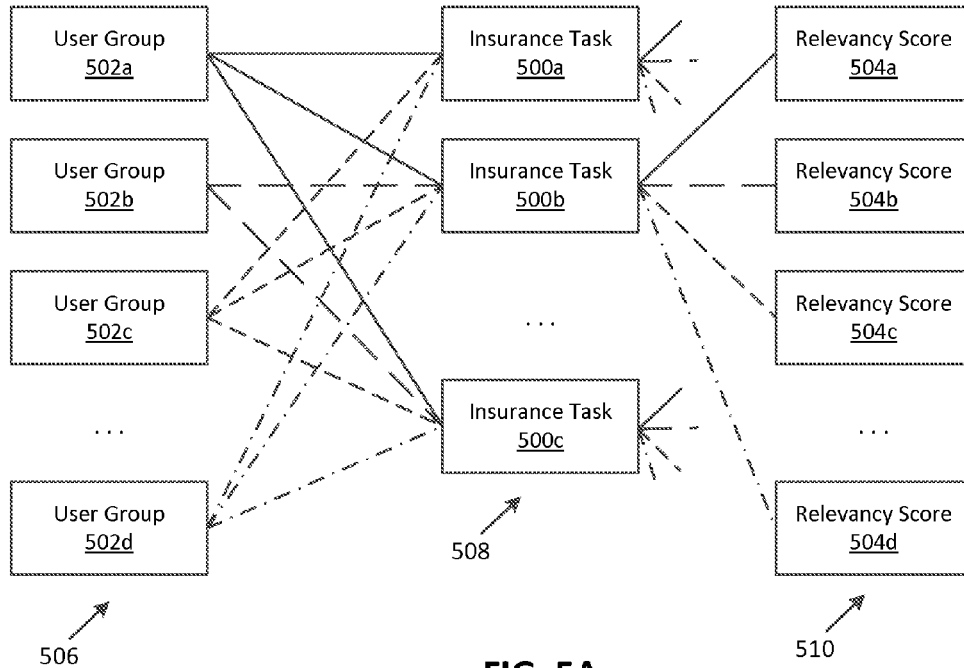 User Group
502a
Insurance Task
500a
Relevancy Score
504a
User Group
502b
Insurance Task
500b
Relevancy Score
504b
User Group
502c
Relevancy Score
504c
...
...
Insurance Task
500c
...
User Group
502d
Relevancy Score
504d
508
506
510
FIG. 5A